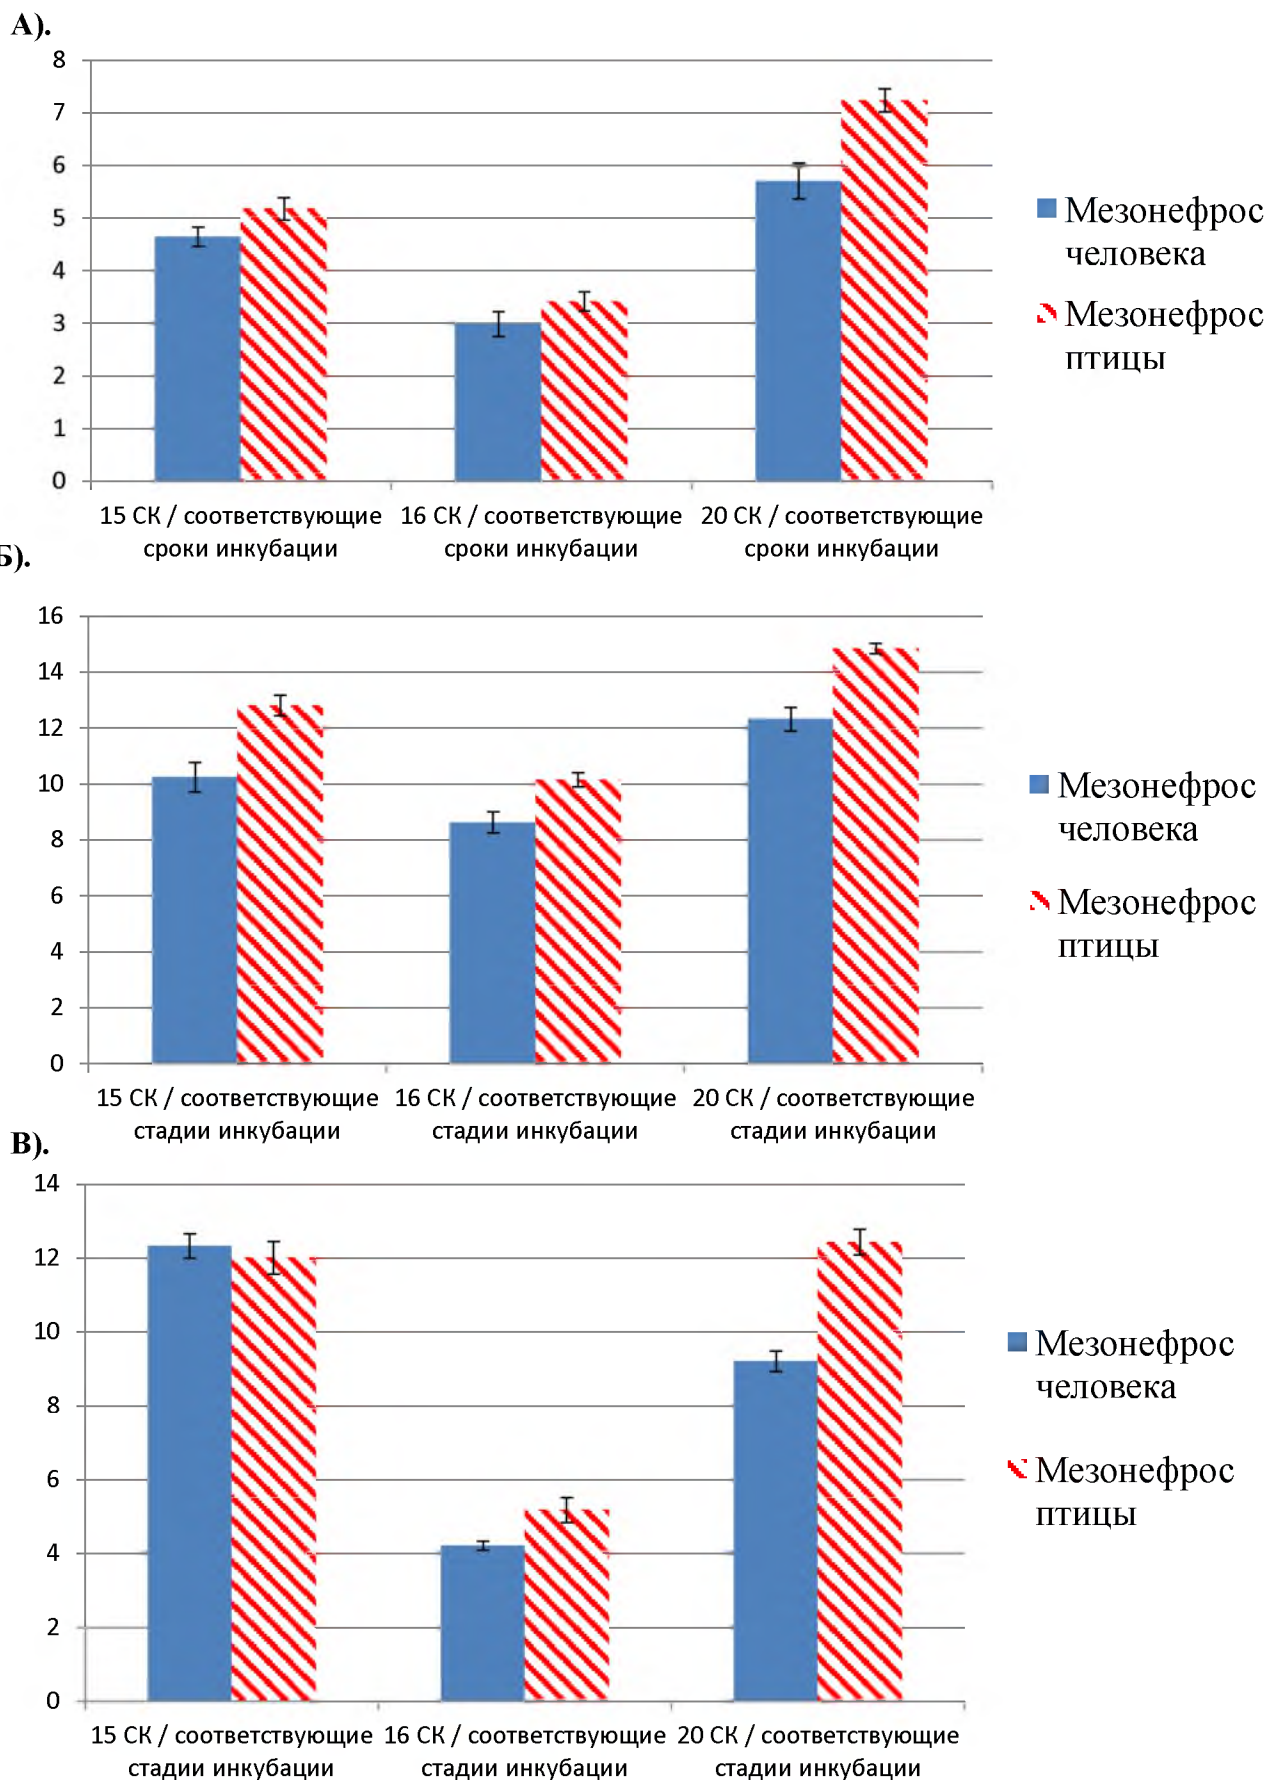 А).
8
7
6
5
4
3
2
1
0
15 СК / соответствующие
сроки инкубации
16 СК / соответствующие
сроки инкубации
20 СК / соответствующие
сроки инкубации
Мезонефрос
человека
Мезонефрос
птицы
Б).
16
14
12
10
8
6
4
2
0
15 СК / соответствующие
стадии инкубации
16 СК / соответствующие
стадии инкубации
20 СК / соответствующие
стадии инкубации
Мезонефрос
человека
Мезонефрос
птицы
В).
14
12
10
8
6
4
2
0
15 СК / соответствующие
стадии инкубации
16 СК / соответствующие
стадии инкубации
20 СК / соответствующие
стадии инкубации
Мезонефрос
человека
Мезонефрос
птицы